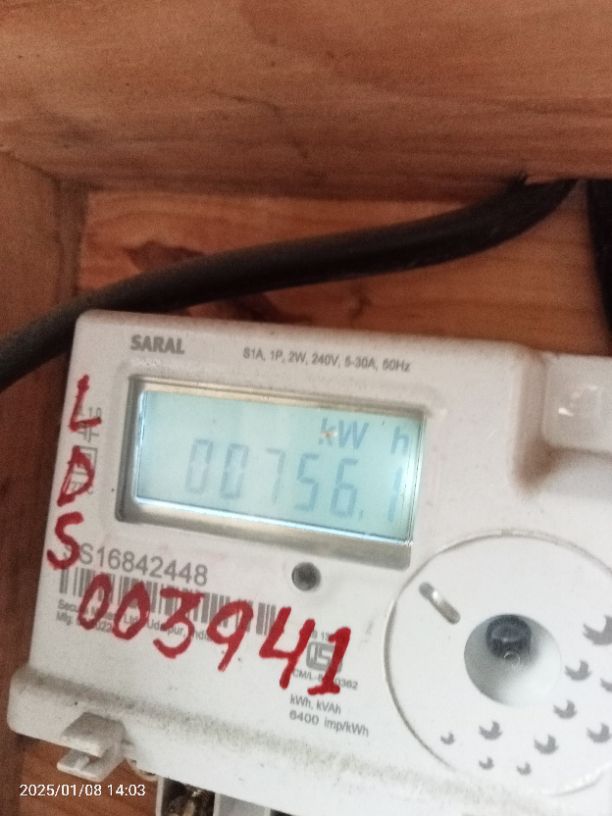 SARAL
S1A, 1P, 2W, 240V, 5-30A, 50Hz
kW h
00756.1
L
D
S
S16842448
003941
kWh, kVAh
6400 imp/kWh
2025/01/08 14:03